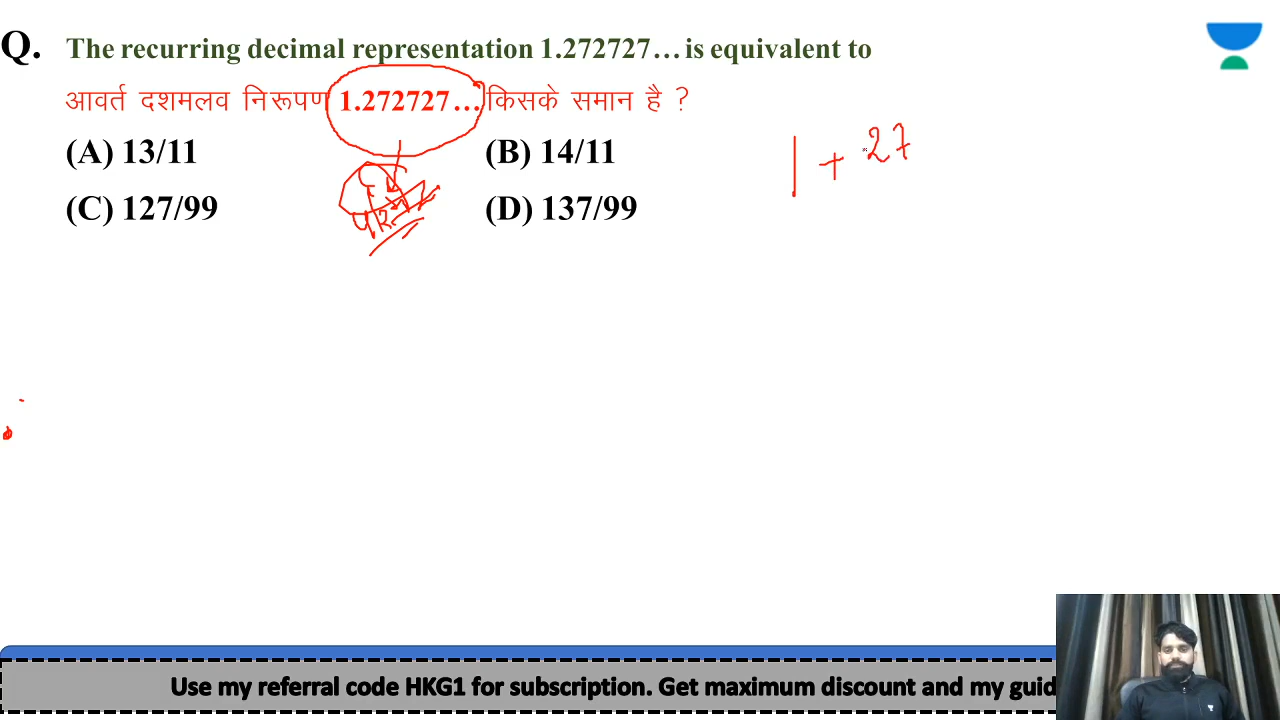 Q. The recurring decimal representation 1.272727... is equivalent to
आवर्त दशमलव निरूपण 1.272727... किसके समान है ?
(A) 13/11 (B) 14/11
(C) 127/99 (D) 137/99
1 + 27
Use my referral code HKG1 for subscription. Get maximum discount and my guid